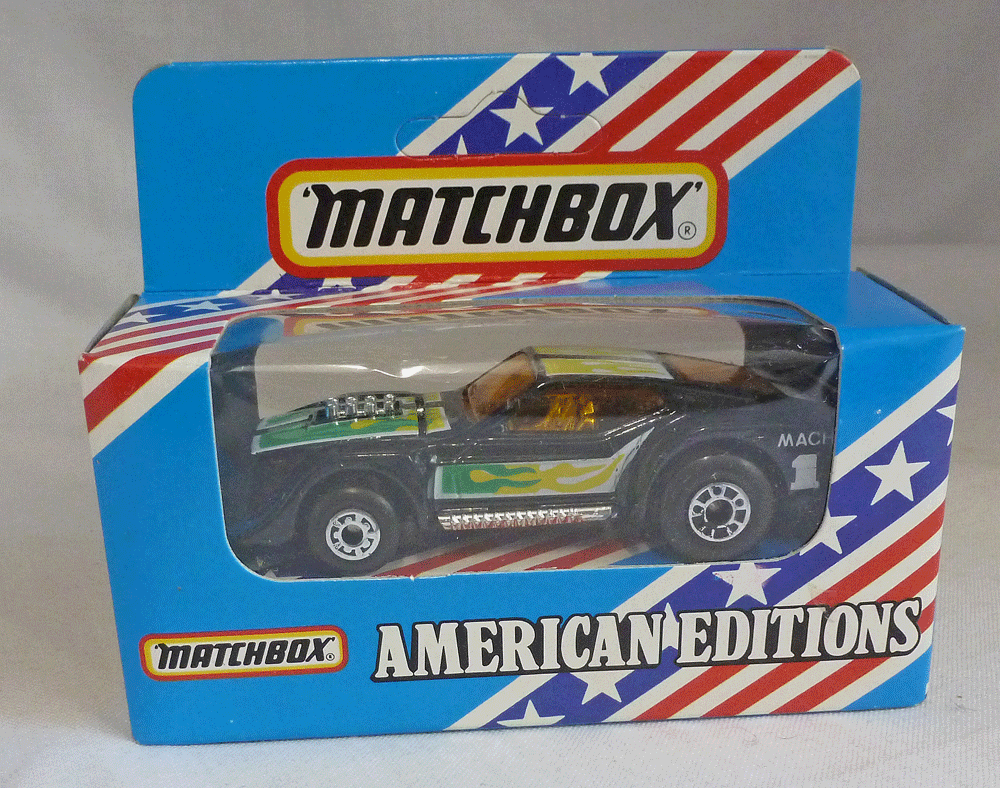 'MATCHBOX'
®
MACH
1
'MATCHBOX'®
AMERICAN EDITIONS